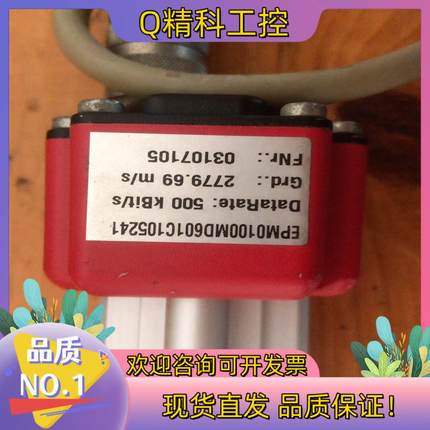 Q精科工控
EPM0100MD601C105241
DataRate: 500 kBit/s
Grd.: 2779.69 m/s
FNr.: 03107105
品质
NO.1
欢迎咨询可开发票
现货直发 品质保证!